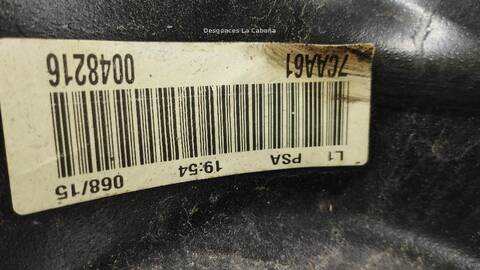 Desguaces La Cabaña
L1 PSA 19:54 068/15
7CAA61 0048216